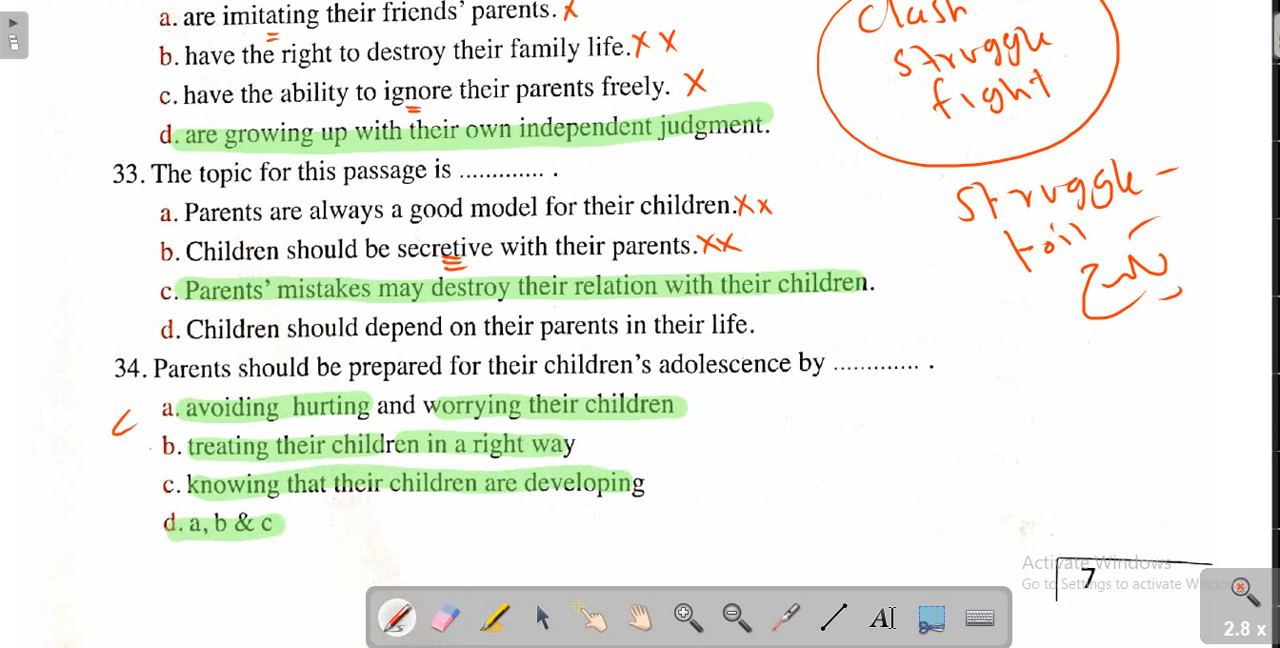 a. are imitating their friends' parents. X
b. have the right to destroy their family life. X X
c. have the ability to ignore their parents freely. X
d. are growing up with their own independent judgment.
33. The topic for this passage is ............. .
a. Parents are always a good model for their children. X x
b. Children should be secretive with their parents. XX
c. Parents' mistakes may destroy their relation with their children.
d. Children should depend on their parents in their life.
34. Parents should be prepared for their children's adolescence by ............. .
a. avoiding hurting and worrying their children
b. treating their children in a right way
c. knowing that their children are developing
d. a, b & c
Clash
struggle
fight
struggle -
toil
7
Activate Windows
Go to Settings to activate
AI
2.8 x